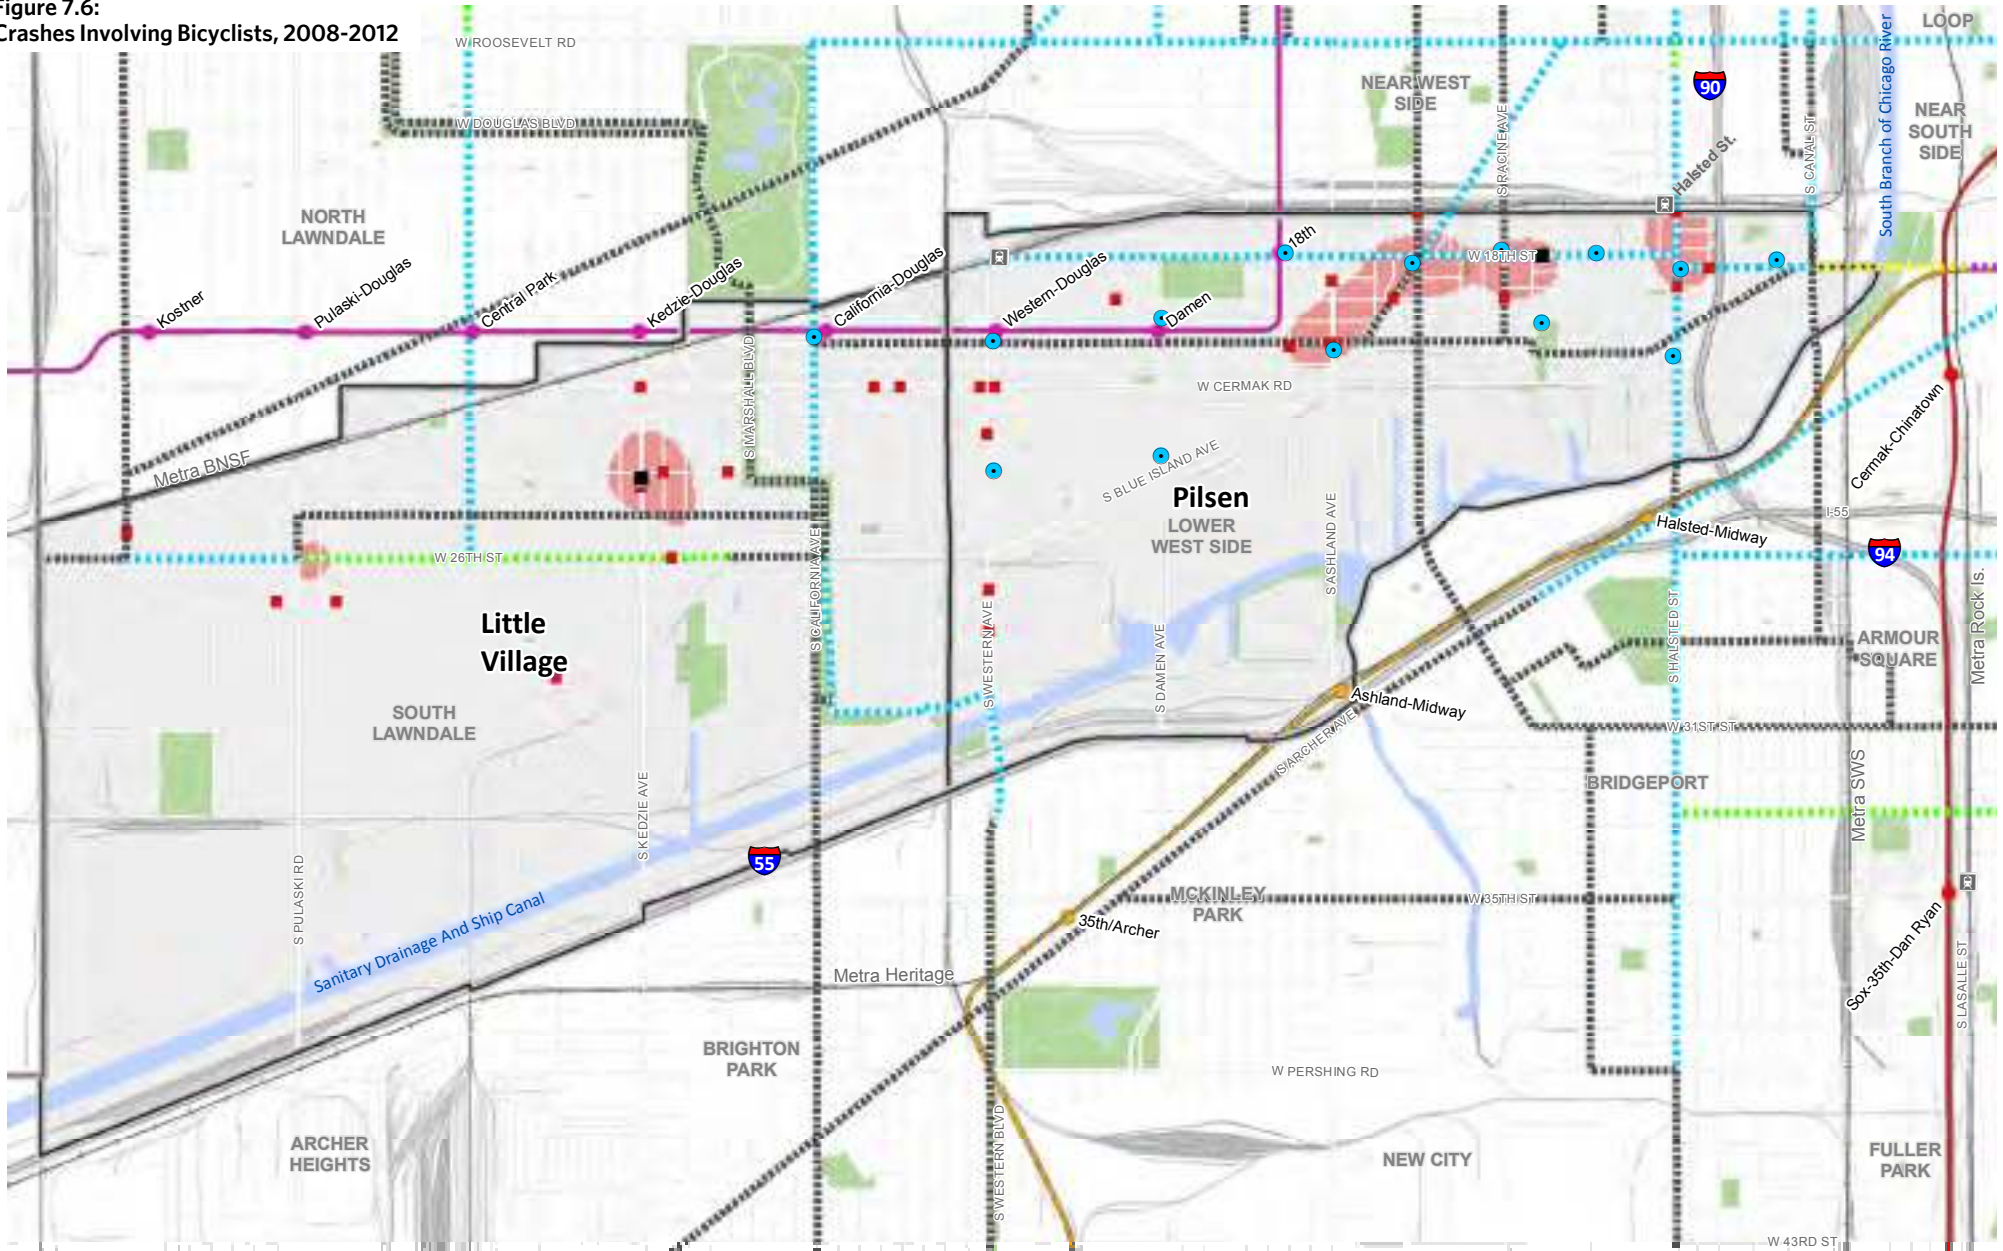 Figure 7.6:
Crashes Involving Bicyclists, 2008-2012
W ROOSEVELT RD
LOOP
90
NEAR WEST
SIDE
South Branch of Chicago River
NEAR
SOUTH
SIDE
W DOUGLAS BLVD
S RACINE AVE
Halsted St.
S CANAL ST
NORTH
LAWNDALE
Kostner
Pulaski-Douglas
Central Park
Kedzie-Douglas
California-Douglas
Western-Douglas
Damen
18th
W 18TH ST
S MARSHALL BLVD
W CERMAK RD
Cermak-Chinatown
Metra BNSF
S BLUE ISLAND AVE
Pilsen
LOWER
WEST SIDE
S ASHLAND AVE
Halsted-Midway
I-55
94
W 26TH ST
S CALIFORNIA AVE
Little
Village
S WESTERN AVE
S DAMEN AVE
S HALSTED ST
ARMOUR
SQUARE
Metra Rock Is.
SOUTH
LAWNDALE
Ashland-Midway
S ARCHER AVE
W 31ST ST
BRIDGEPORT
Metra SWS
S KEDZIE AVE
55
S PULASKI RD
Sanitary Drainage And Ship Canal
MCKINLEY
PARK
W 35TH ST
35th/Archer
Sox-35th-Dan Ryan
S LASALLE ST
Metra Heritage
BRIGHTON
PARK
W PERSHING RD
S WESTERN BLVD
ARCHER
HEIGHTS
NEW CITY
FULLER
PARK
W 43RD ST